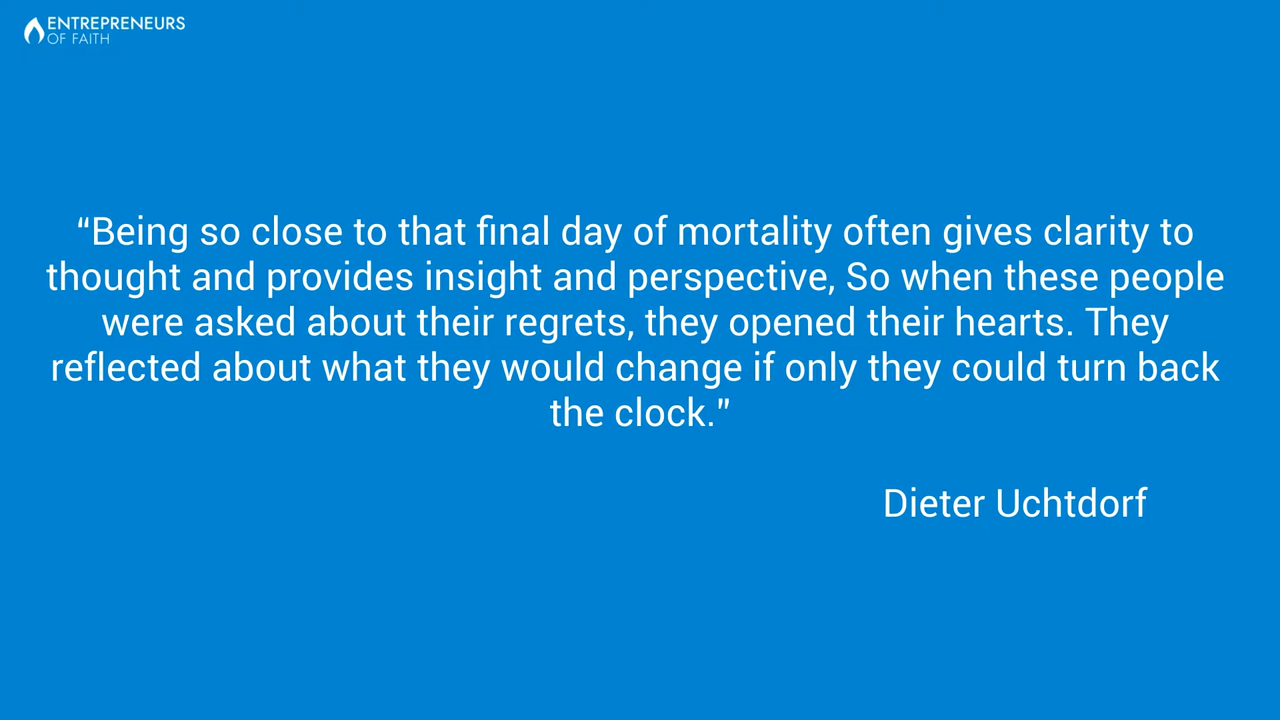 ENTREPRENEURS
OF FAITH
“Being so close to that final day of mortality often gives clarity to
thought and provides insight and perspective, So when these people
were asked about their regrets, they opened their hearts. They
reflected about what they would change if only they could turn back
the clock.”
Dieter Uchtdorf